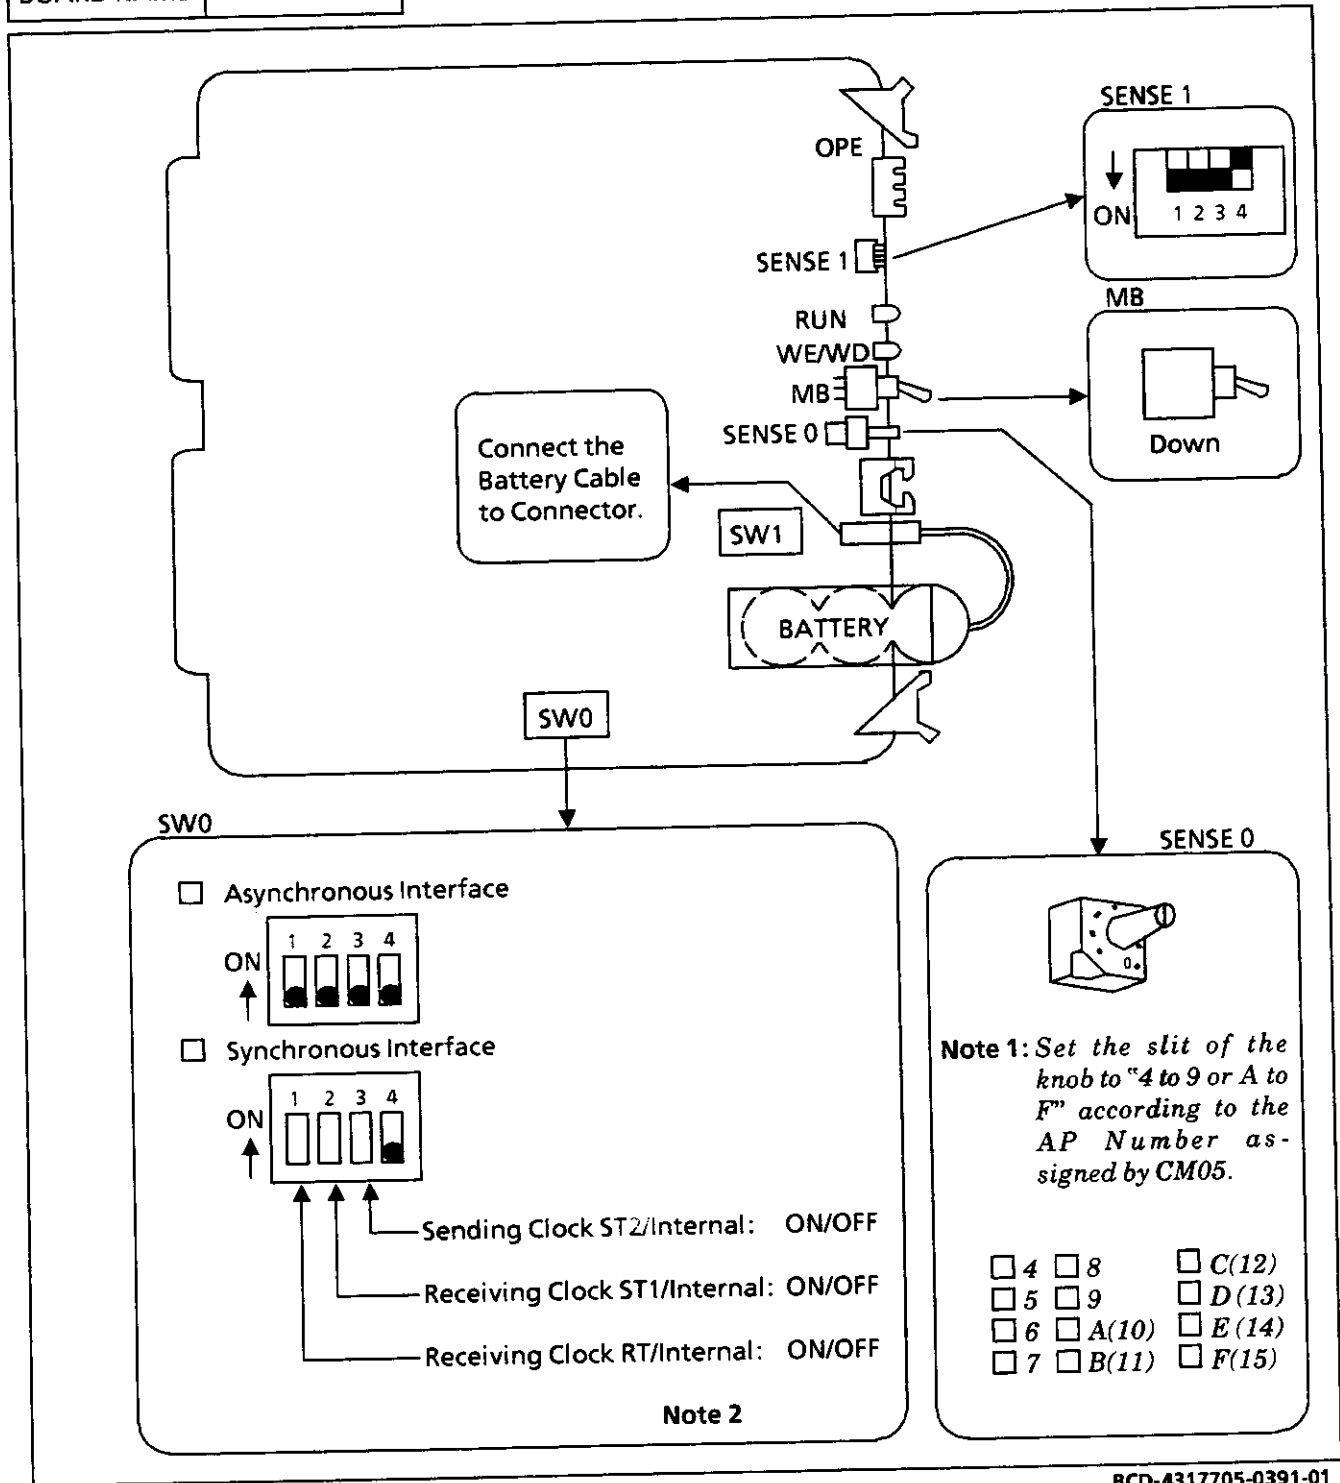 SENSE 1
OPE
ON
1 2 3 4
SENSE 1
MB
RUN
WE/WD
MB
Down
SENSE 0
Connect the
Battery Cable
to Connector.
SW1
BATTERY
SW0
SW0
SENSE 0
Asynchronous Interface
1 2 3 4
ON
Synchronous Interface
1 2 3 4
ON
Sending Clock ST2/Internal: ON/OFF
Receiving Clock ST1/Internal: ON/OFF
Receiving Clock RT/Internal: ON/OFF
Note 2
0
Note 1: Set the slit of the
knob to "4 to 9 or A to
F" according to the
AP Number as-
signed by CM05.
4 8 C(12)
5 9 D(13)
6 A(10) E(14)
7 B(11) F(15)